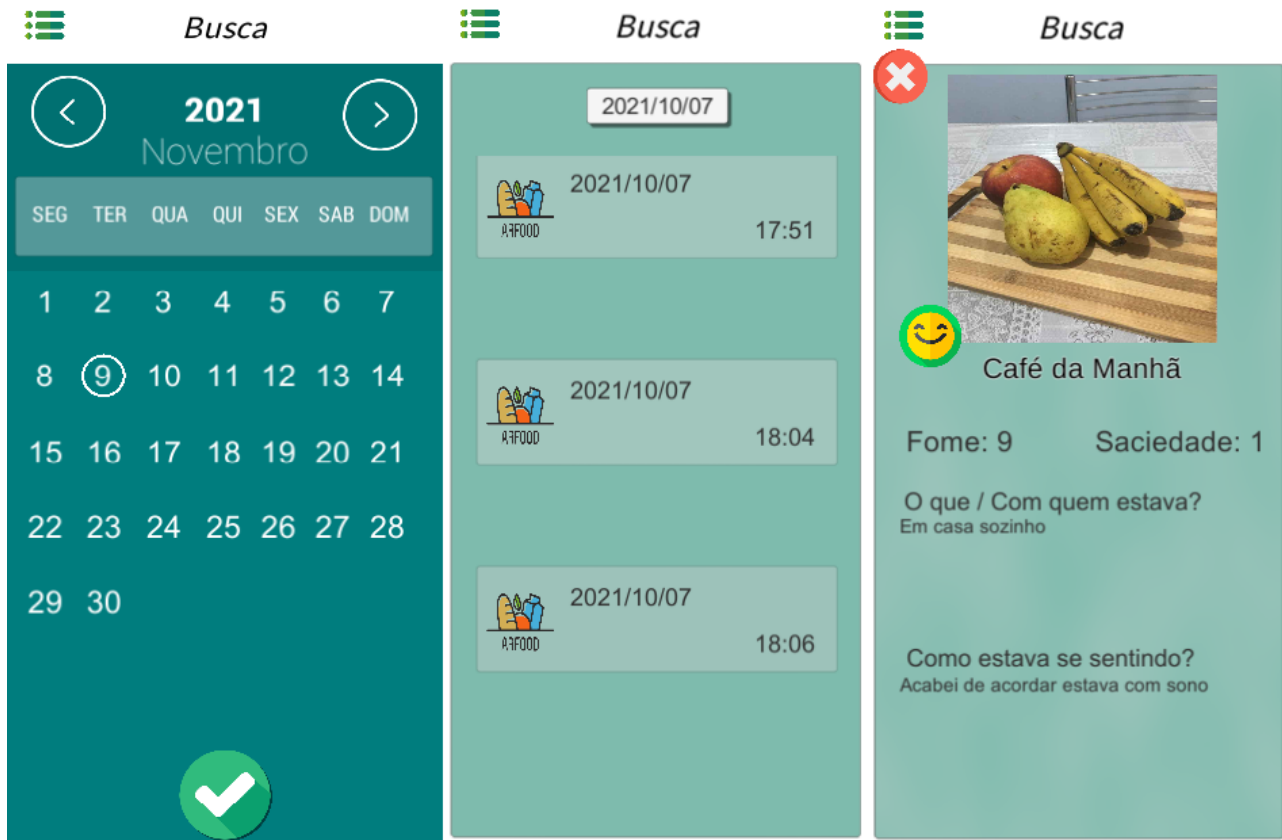 Busca
2021
Novembro
SEG TER QUA QUI SEX SAB DOM
1 2 3 4 5 6 7
8 9 10 11 12 13 14
15 16 17 18 19 20 21
22 23 24 25 26 27 28
29 30
Busca
2021/10/07
2021/10/07
17:51
ARFOOD
2021/10/07
18:04
ARFOOD
2021/10/07
18:06
ARFOOD
Busca
Café da Manhã
Fome: 9 Saciedade: 1
O que / Com quem estava?
Em casa sozinho
Como estava se sentindo?
Acabei de acordar estava com sono